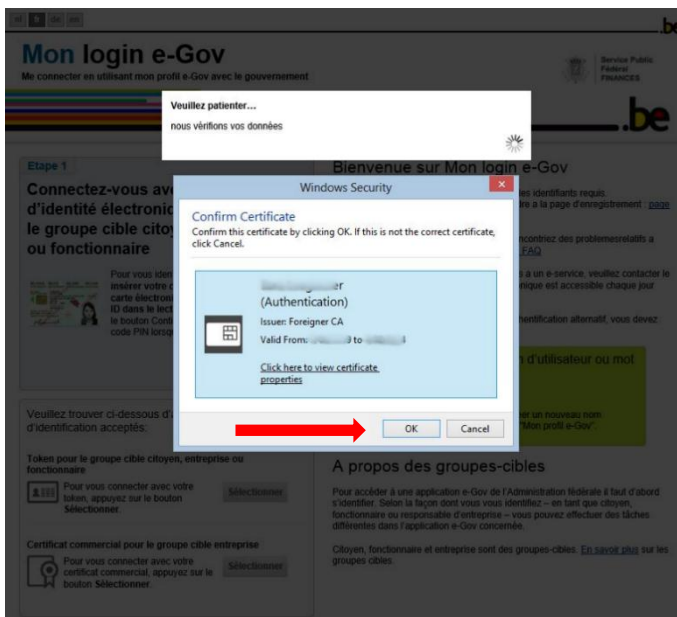 nl fr de en
.be
Mon login e-Gov
Me connecter en utilisant mon profil e-Gov avec le gouvernement
Service Public
Fédéral
FINANCES
.be
Veuillez patienter...
nous vérifions vos données
Etape 1
Connectez-vous av
d'identité électronic
le groupe cible citoy
ou fonctionnaire
Pour vous iden
insérer votre c
carte électroni
ID dans le lect
le bouton Conti
code PIN lorsq
Bienvenue sur Mon login e-Gov
les identifiants requis.
re a la page d'enregistrement : page
ncontriez des problemesrelatifs a
FAQ
s a un e-service, veuillez contacter le
nique est accessible chaque jour
hentification alternatif, vous devez
n d'utilisateur ou mot
er un nouveau nom
"Mon profil e-Gov".
Windows Security
Confirm Certificate
Confirm this certificate by clicking OK. If this is not the correct certificate,
click Cancel.
er
(Authentication)
Issuer: Foreigner CA
Valid From: to
Click here to view certificate
properties
OK Cancel
Veuillez trouver ci-dessous d'
d'identification acceptés:
Token pour le groupe cible citoyen, entreprise ou
fonctionnaire
Pour vous connecter avec votre
token, appuyez sur le bouton
Sélectionner.
Sélectionner
Certificat commercial pour le groupe cible entreprise
Pour vous connecter avec votre
certificat commercial, appuyez sur le
bouton Sélectionner.
Sélectionner
A propos des groupes-cibles
Pour accéder à une application e-Gov de l'Administration fédérale il faut d'abord
s'identifier. Selon la façon dont vous vous identifiez – en tant que citoyen,
fonctionnaire ou responsable d'entreprise – vous pouvez effectuer des tâches
différentes dans l'application e-Gov concernée.
Citoyen, fonctionnaire et entreprise sont des groupes-cibles. En savoir plus sur les
groupes cibles.